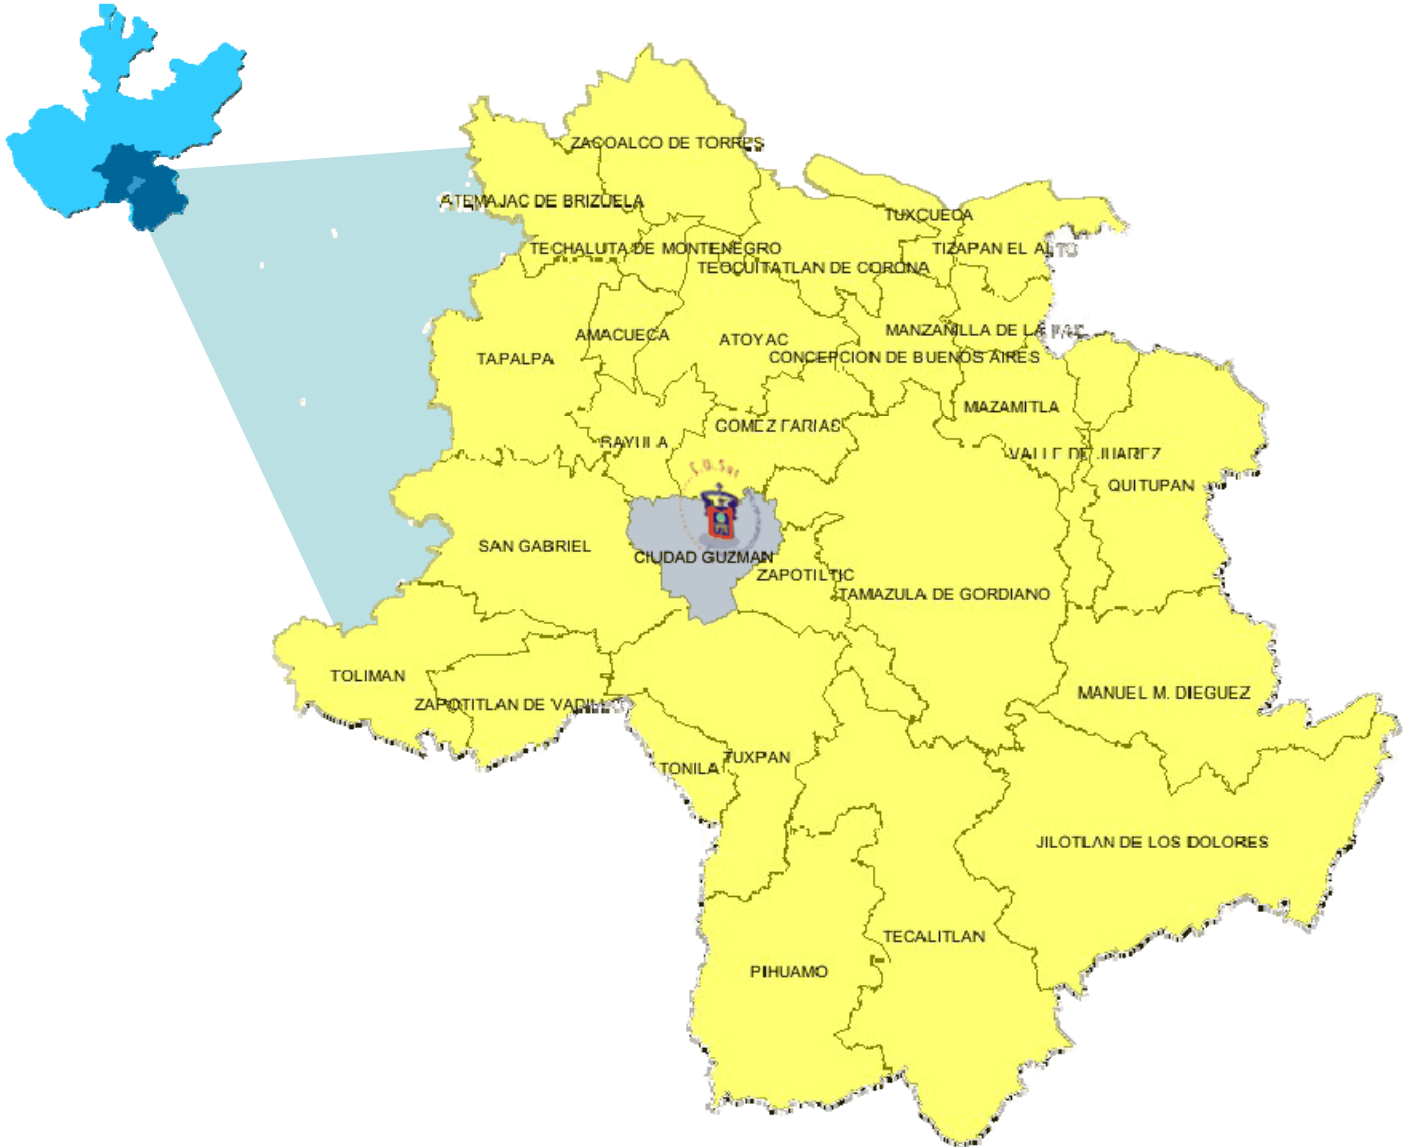 ZACOALCO DE TORRES
ATEMAJAC DE BRIZUELA
TUXCUECA
TECHALUTA DE MONTENEGRO
TIZAPAN EL ALTO
TEOCUITATLAN DE CORONA
AMACUECA
ATOYAC
MANZANILLA DE LA PAZ
TAPALPA
CONCEPCION DE BUENOS AIRES
MAZAMITLA
GOMEZ FARIAS
SAYULA
VALLE DE JUAREZ
C.U.Sur
QUITUPAN
SAN GABRIEL
CIUDAD GUZMAN
ZAPOTILTIC
TAMAZULA DE GORDIANO
TOLIMAN
MANUEL M. DIEGUEZ
ZAPOTITLAN DE VADILLO
TUXPAN
TONILA
JILOTLAN DE LOS DOLORES
TECALITLAN
PIHUAMO